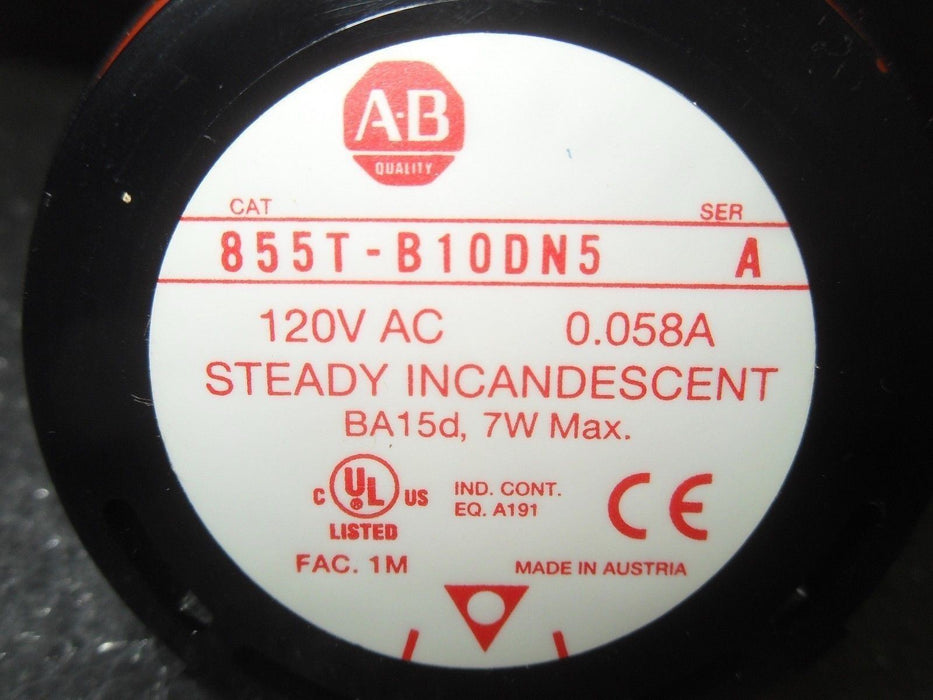 A-B
QUALITY
CAT SER
855T-B10DN5 A
120V AC 0.058A
STEADY INCANDESCENT
BA15d, 7W Max.
C UL ® US
LISTED
IND. CONT.
EQ. A191
CE
FAC. 1M
MADE IN AUSTRIA